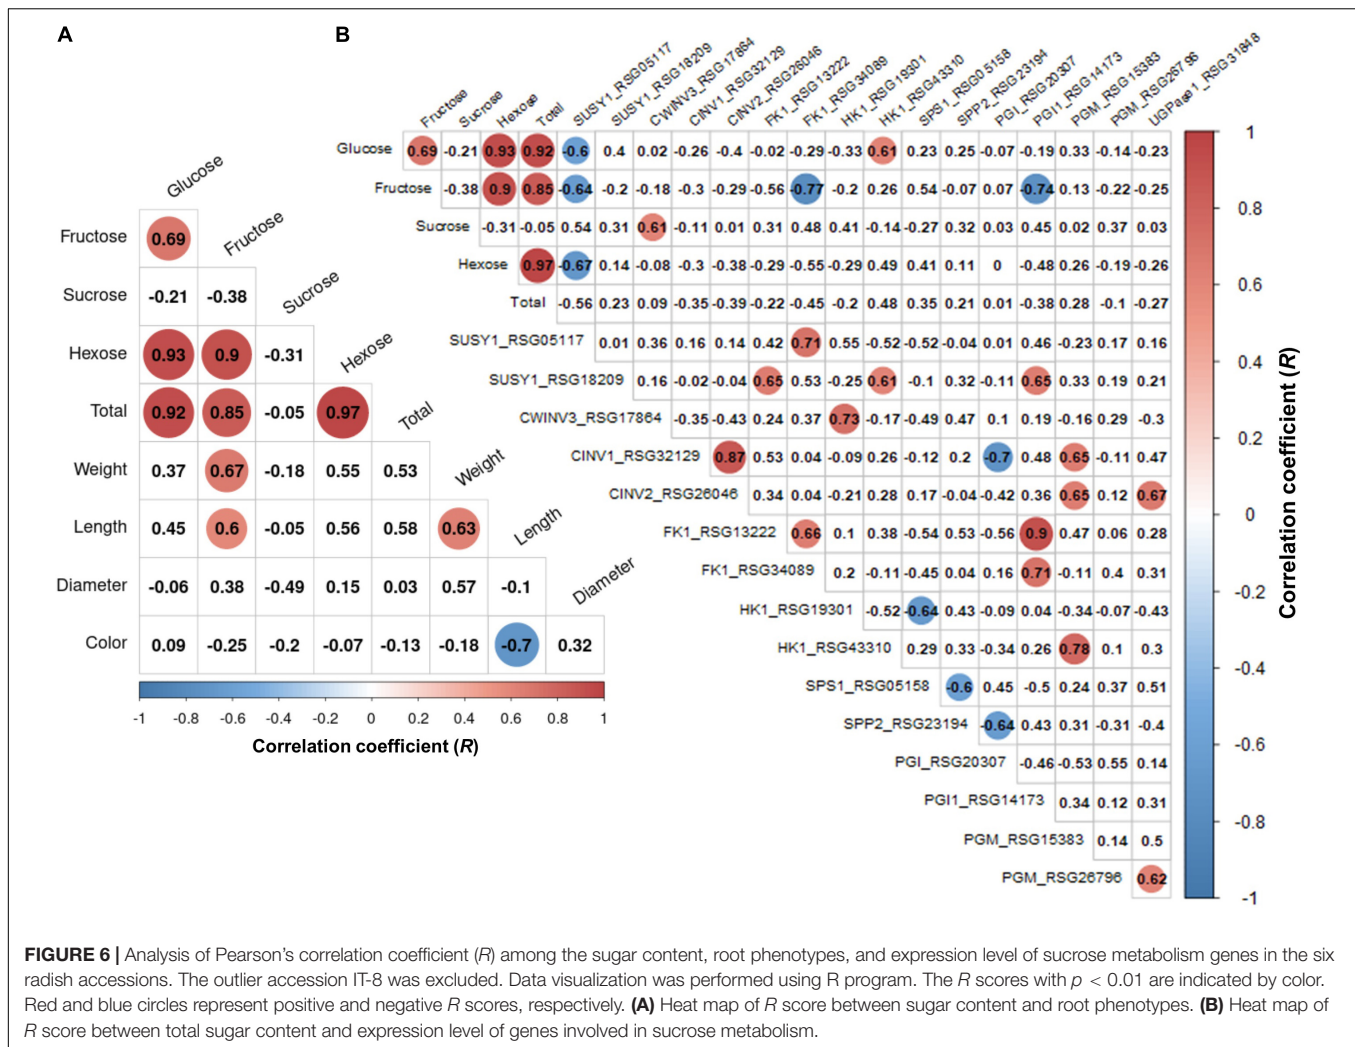 A
B
Fructose
Sucrose
Hexose
Total
SUSY1_RSG05117
SUSY1_RSG18209
CWINV3_RSG17864
CINV1_RSG32129
CINV2_RSG26046
FK1_RSG13222
FK1_RSG34089
HK1_RSG19301
HK1_RSG43310
SPS1_RSG05158
SPP2_RSG23194
PGI_RSG20307
PGI1_RSG14173
PGM_RSG15383
PGM_RSG26796
UGPase1_RSG31848
Glucose 0.69 -0.21 0.93 0.92 -0.6 0.4 0.02 -0.26 -0.4 -0.02 -0.29 -0.33 0.61 0.23 0.25 -0.07 -0.19 0.33 -0.14 -0.23
Fructose -0.38 0.9 0.85 -0.64 -0.2 -0.18 -0.3 -0.29 -0.56 -0.77 -0.2 0.26 0.54 -0.07 0.07 -0.74 0.13 -0.22 -0.25
Sucrose -0.31 -0.05 0.54 0.31 0.61 -0.11 0.01 0.31 0.48 0.41 -0.14 -0.27 0.32 0.03 0.45 0.02 0.37 0.03
Hexose 0.97 -0.67 0.14 -0.08 -0.3 -0.38 -0.29 -0.55 -0.29 0.49 0.41 0.11 0 -0.48 0.26 -0.19 -0.26
Total -0.56 0.23 0.09 -0.35 -0.39 -0.22 -0.45 -0.2 0.48 0.35 0.21 0.01 -0.38 0.28 -0.1 -0.27
SUSY1_RSG05117 0.01 0.36 0.16 0.14 0.42 0.71 0.55 -0.52 -0.52 -0.04 0.01 0.46 -0.23 0.17 0.16
SUSY1_RSG18209 0.16 -0.02 -0.04 0.65 0.53 -0.25 0.61 -0.1 0.32 -0.11 0.65 0.33 0.19 0.21
CWINV3_RSG17864 -0.35 -0.43 0.24 0.37 0.73 -0.17 -0.49 0.47 0.1 0.19 -0.16 0.29 -0.3
CINV1_RSG32129 0.87 0.53 0.04 -0.09 0.26 -0.12 0.2 -0.7 0.48 0.65 -0.11 0.47
CINV2_RSG26046 0.34 0.04 -0.21 0.28 0.17 -0.04 -0.42 0.36 0.65 0.12 0.67
FK1_RSG13222 0.66 0.1 0.38 -0.54 0.53 -0.56 0.9 0.47 0.06 0.28
FK1_RSG34089 0.2 -0.11 -0.45 0.04 0.16 0.71 -0.11 0.4 0.31
HK1_RSG19301 -0.52 -0.64 0.43 -0.09 0.04 -0.34 -0.07 -0.43
HK1_RSG43310 0.29 0.33 -0.34 0.26 0.78 0.1 0.3
SPS1_RSG05158 -0.6 0.45 -0.5 0.24 0.37 0.51
SPP2_RSG23194 -0.64 0.43 0.31 -0.31 -0.4
PGI_RSG20307 -0.46 -0.53 0.55 0.14
PGI1_RSG14173 0.34 0.12 0.31
PGM_RSG15383 0.14 0.5
PGM_RSG26796 0.62
1
0.8
0.6
0.4
0.2
0
-0.2
-0.4
-0.6
-0.8
-1
Correlation coefficient (R)
Glucose
Fructose 0.69 Fructose
Sucrose -0.21 -0.38 Sucrose
Hexose 0.93 0.9 -0.31 Hexose
Total 0.92 0.85 -0.05 0.97 Total
Weight 0.37 0.67 -0.18 0.55 0.53 Weight
Length 0.45 0.6 -0.05 0.56 0.58 0.63 Length
Diameter -0.06 0.38 -0.49 0.15 0.03 0.57 -0.1 Diameter
Color 0.09 -0.25 -0.2 -0.07 -0.13 -0.18 -0.7 0.32
-1 -0.8 -0.6 -0.4 -0.2 0 0.2 0.4 0.6 0.8 1
Correlation coefficient (R)
FIGURE 6 | Analysis of Pearson's correlation coefficient (R) among the sugar content, root phenotypes, and expression level of sucrose metabolism genes in the six
radish accessions. The outlier accession IT-8 was excluded. Data visualization was performed using R program. The R scores with p < 0.01 are indicated by color.
Red and blue circles represent positive and negative R scores, respectively. (A) Heat map of R score between sugar content and root phenotypes. (B) Heat map of
R score between total sugar content and expression level of genes involved in sucrose metabolism.